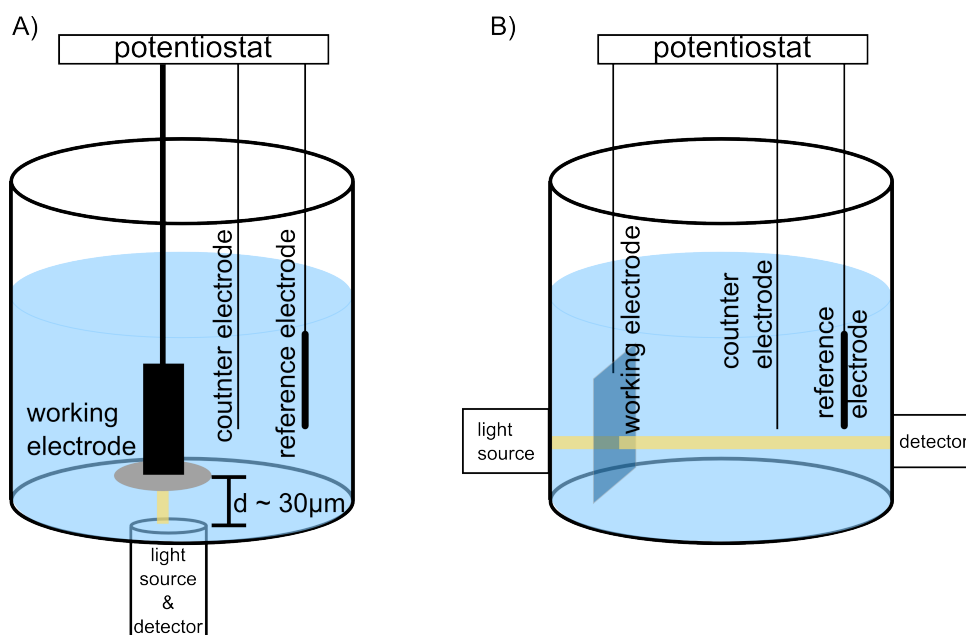 A)
potentiostat
coutnter electrode
reference electrode
working
electrode
d ~ 30µm
light
source
&
detector
B)
potentiostat
working electrode
coutnter
electrode
reference
electrode
light
source
detector